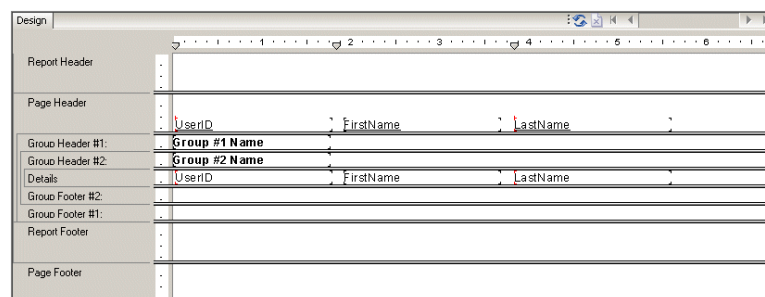 Design
1 2 3 4 5 6
Report Header
Page Header
UserID FirstName LastName
Group Header #1: Group #1 Name
Group Header #2: Group #2 Name
Details UserID FirstName LastName
Group Footer #2:
Group Footer #1:
Report Footer
Page Footer